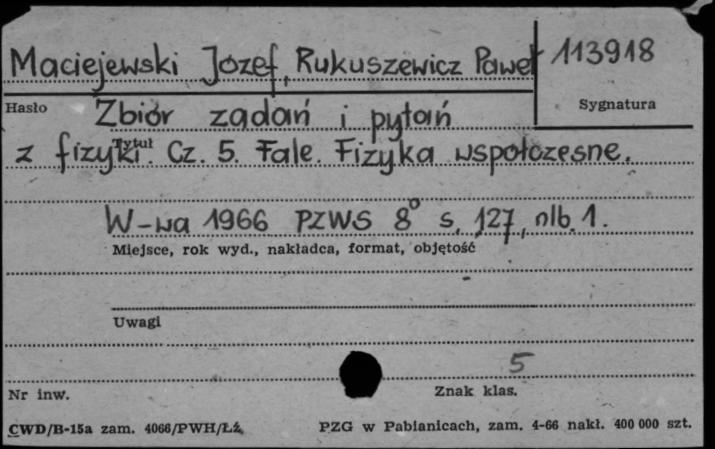 Maciejewski Józef, Rukuszewicz Paweł 113918
Hasło Zbiór zadań i pytań Sygnatura
Tytuł
z fizyki. Cz. 5. Fale. Fizyka współczesne.
W-wa 1966 PZWS 8° s, 127, nlb. 1.
Miejsce, rok wyd., nakładca, format, objętość
Uwagi
5
Nr inw. Znak klas.
CWD/B-15a zam. 4066/PWH/Łź PZG w Pabianicach, zam. 4-66 nakł. 400 000 szt.